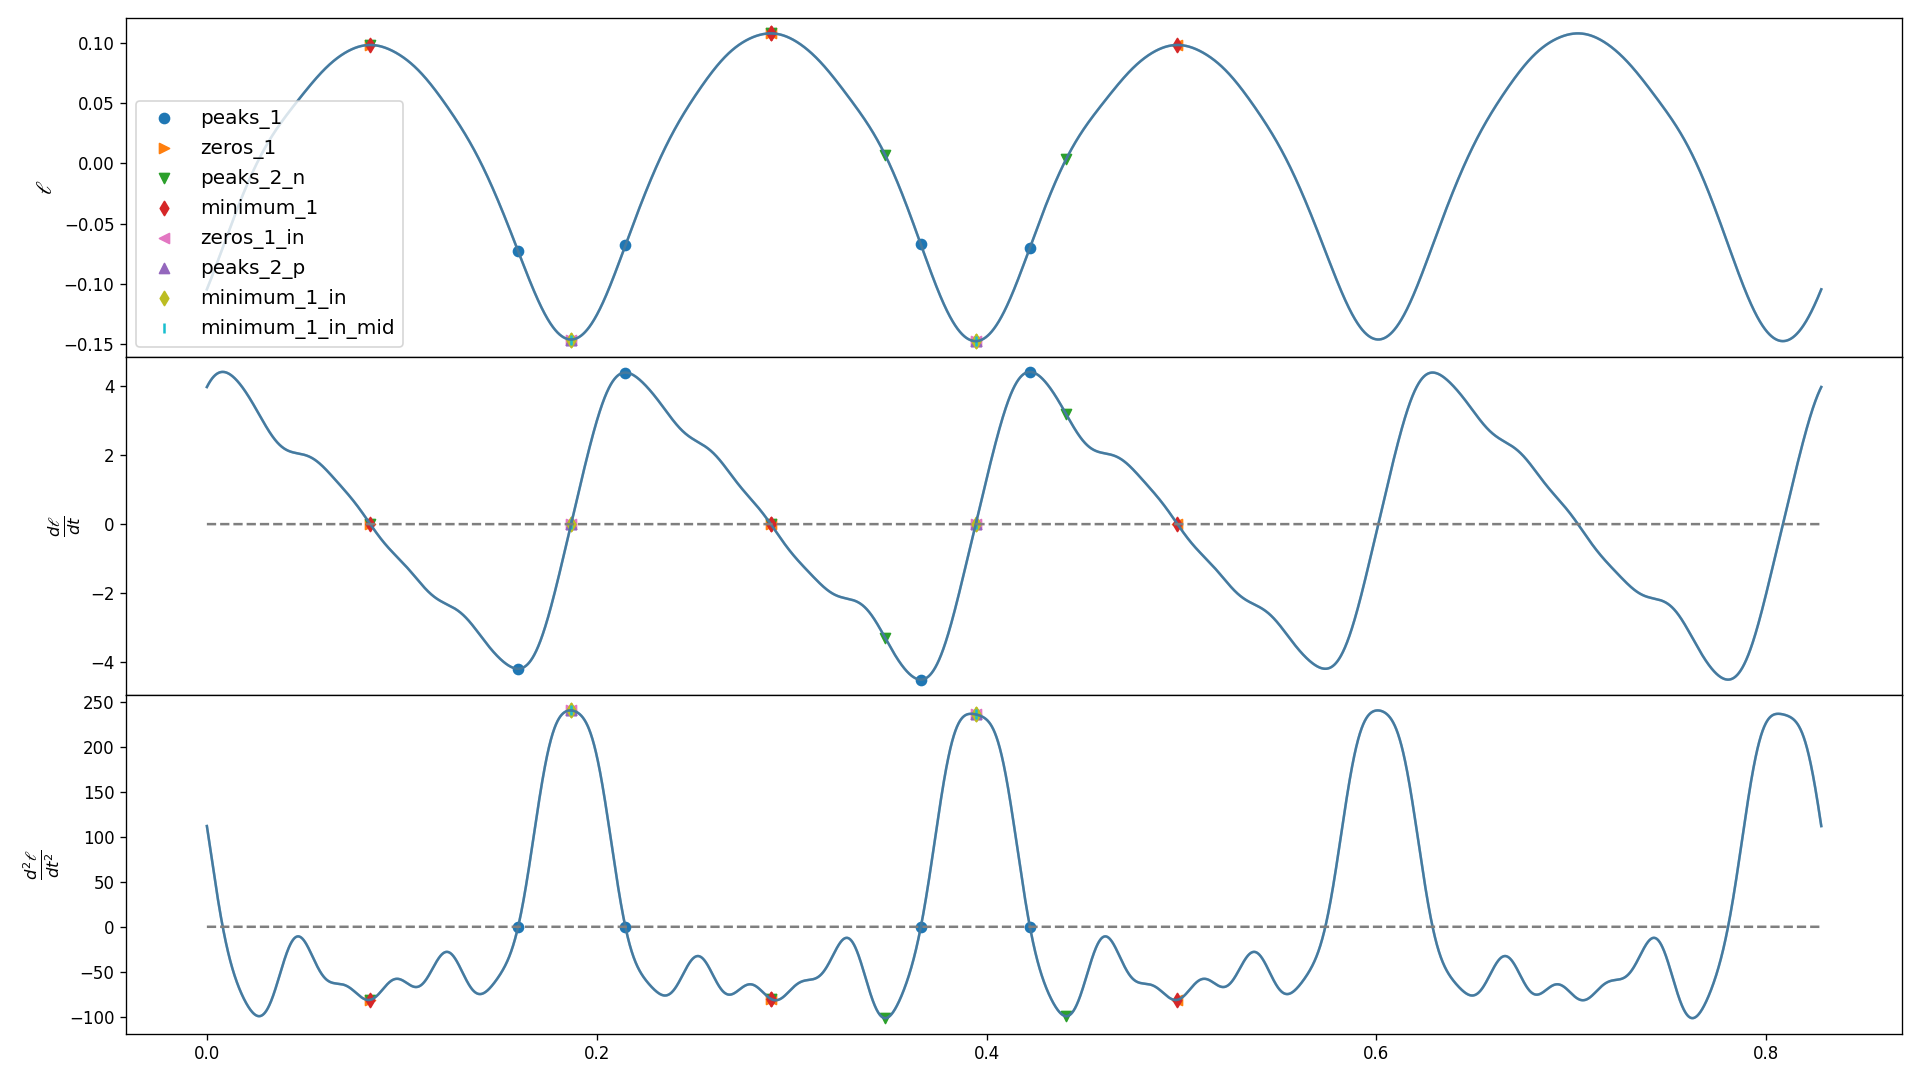 0.10
0.05
0.00
−0.05
−0.10
−0.15
ℓ
peaks_1
zeros_1
peaks_2_n
minimum_1
zeros_1_in
peaks_2_p
minimum_1_in
minimum_1_in_mid
4
2
0
−2
−4
dℓ
dt
250
200
150
100
50
0
−50
−100
d²ℓ
dt²
0.0 0.2 0.4 0.6 0.8